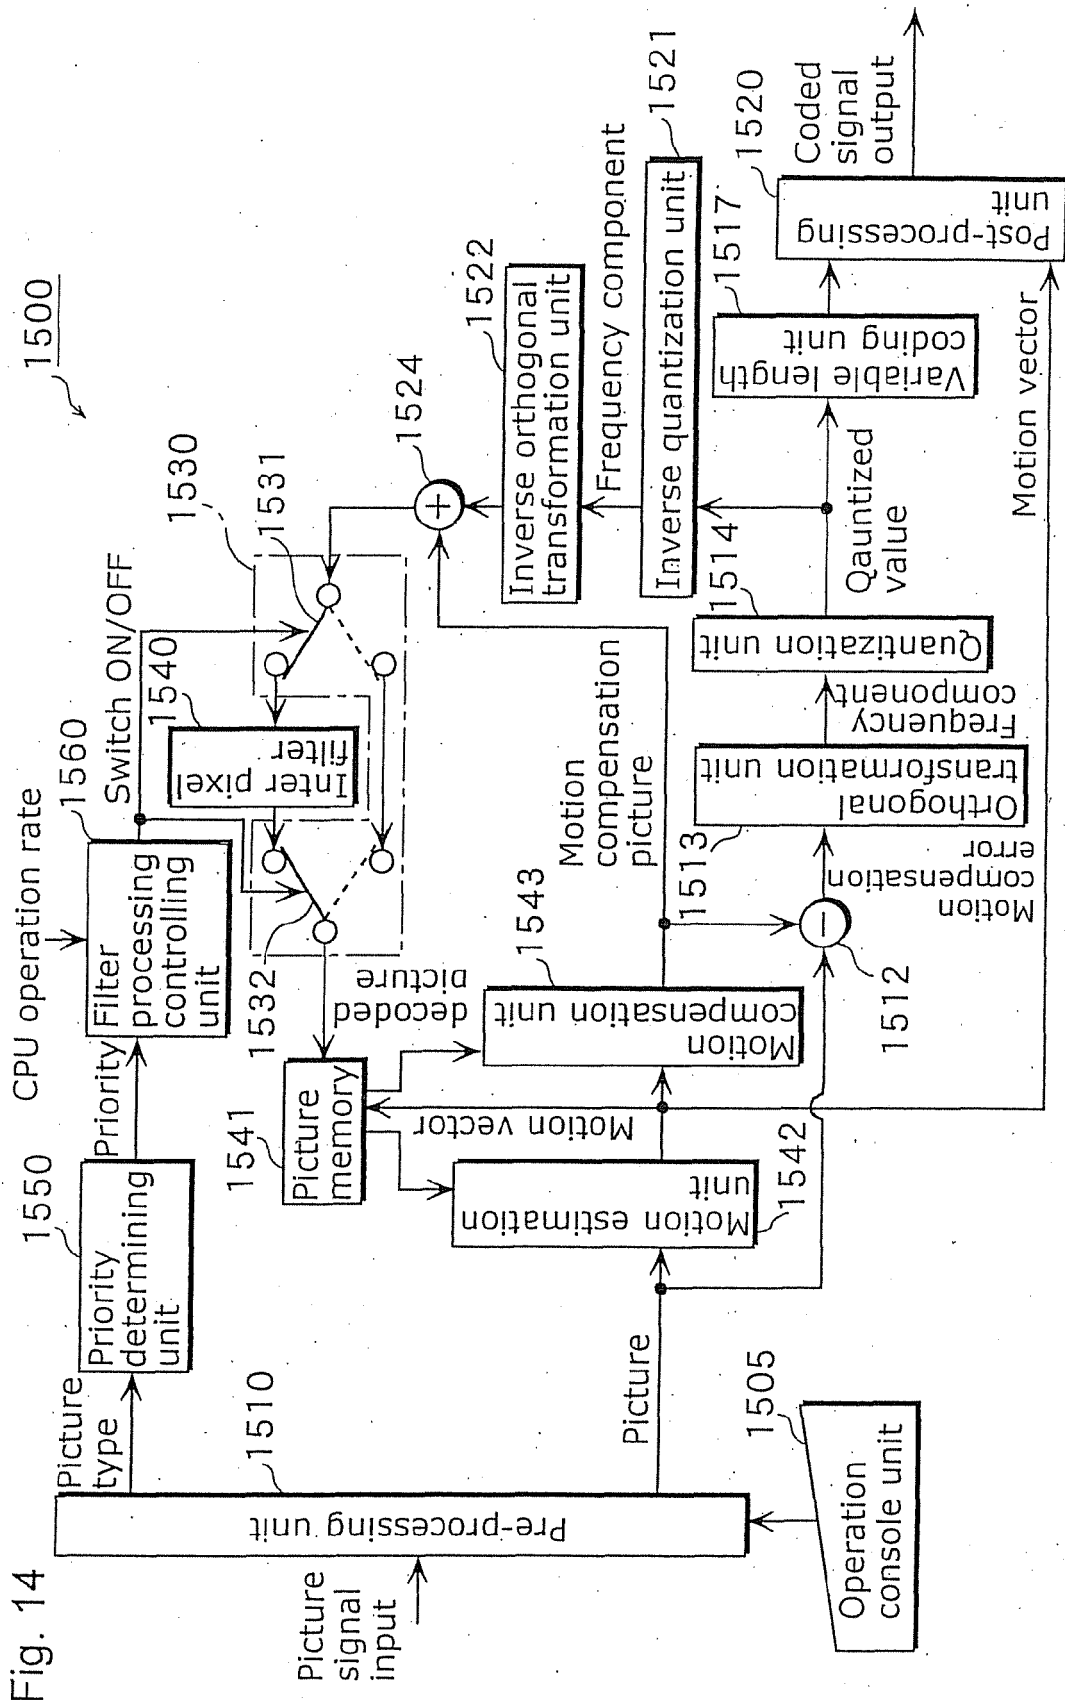 Fig. 14
1500
CPU operation rate
Picture
type
1550
Priority
determining
unit
Priority
1560
Filter
processing
controlling
unit
Switch ON/OFF
1530
1531
1540
Inter pixel
filter
1532
1524
1522
Inverse orthogonal
transformation unit
Frequency component
1521
Inverse quantization unit
1541
Picture
memory
decoded
picture
Motion vector
1543
Motion
compensation unit
Motion
compensation
picture
1542
Motion estimation
unit
Picture
signal
input
1510
Pre-processing unit
Picture
1505
Operation
console unit
1512
Motion
compensation
error
1513
Orthogonal
transformation unit
Frequency
component
1514
Quantization unit
Qauntized
value
1517
Variable length
coding unit
1520
Post-processing
unit
Coded
signal
output
Motion vector